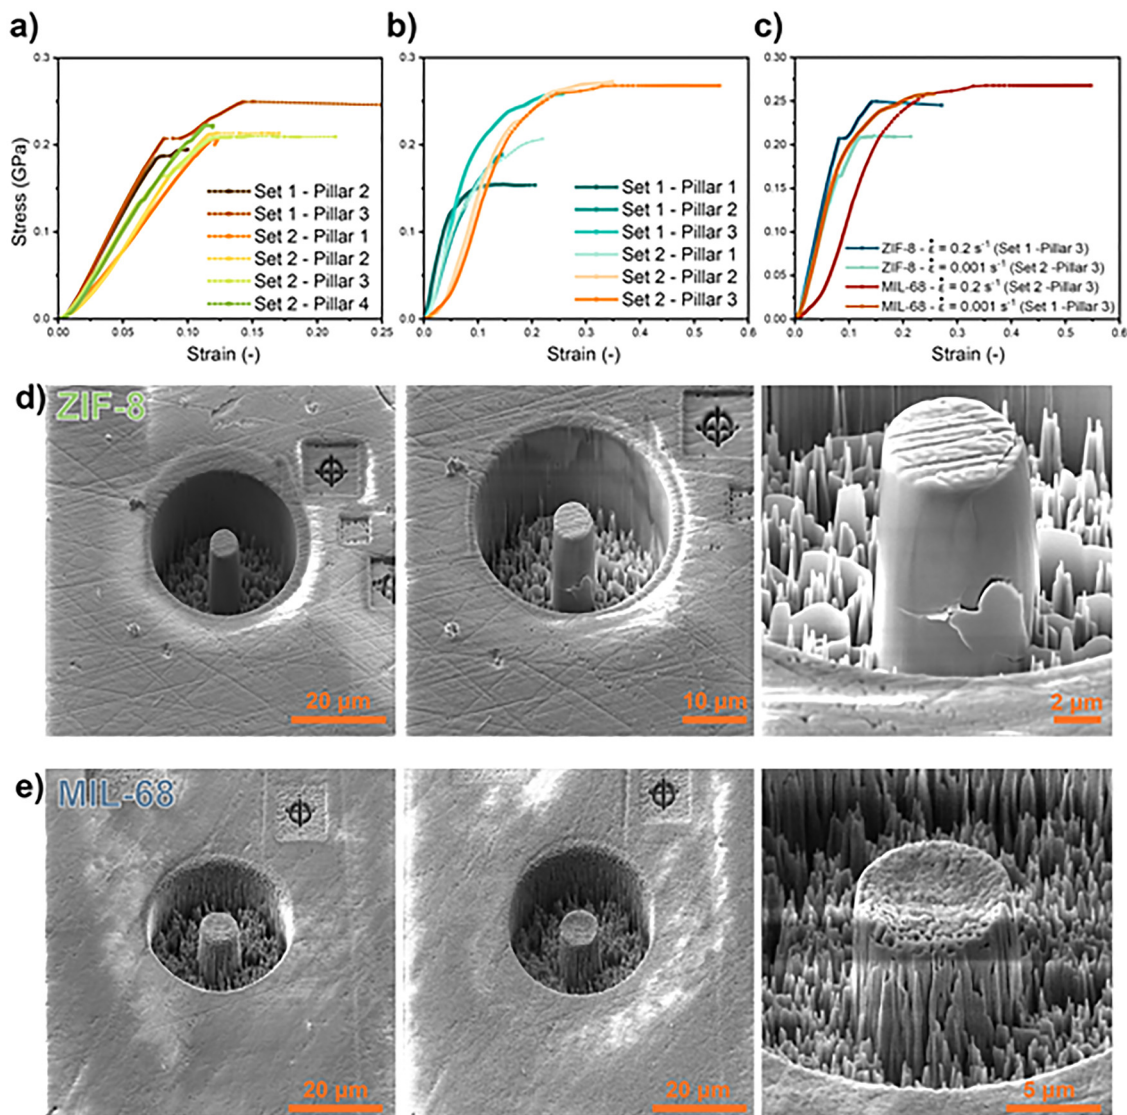 a)
b)
c)
Stress (GPa)
0.3
0.2
0.1
0.0
0.00 0.05 0.10 0.15 0.20 0.25
Strain (-)
Set 1 - Pillar 2
Set 1 - Pillar 3
Set 2 - Pillar 1
Set 2 - Pillar 2
Set 2 - Pillar 3
Set 2 - Pillar 4
0.3
0.2
0.1
0.0
0.0 0.1 0.2 0.3 0.4 0.5 0.6
Strain (-)
Set 1 - Pillar 1
Set 1 - Pillar 2
Set 1 - Pillar 3
Set 2 - Pillar 1
Set 2 - Pillar 2
Set 2 - Pillar 3
0.30
0.25
0.20
0.15
0.10
0.05
0.00
0.0 0.1 0.2 0.3 0.4 0.5 0.6
Strain (-)
ZIF-8 - ε̇ = 0.2 s⁻¹ (Set 1 -Pillar 3)
ZIF-8 - ε̇ = 0.001 s⁻¹ (Set 2 -Pillar 3)
MIL-68 - ε̇ = 0.2 s⁻¹ (Set 2 -Pillar 3)
MIL-68 - ε̇ = 0.001 s⁻¹ (Set 1 -Pillar 3)
d)
ZIF-8
20 µm
10 µm
2 µm
e)
MIL-68
20 µm
20 µm
5 µm